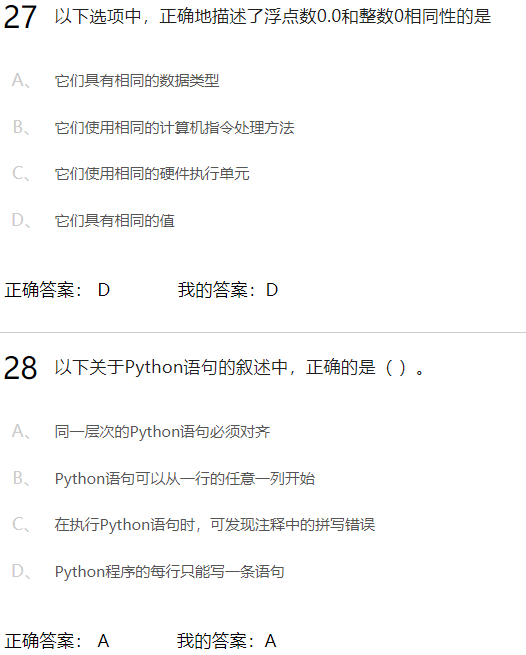 27 以下选项中，正确地描述了浮点数0.0和整数0相同性的是
A、 它们具有相同的数据类型
B、 它们使用相同的计算机指令处理方法
C、 它们使用相同的硬件执行单元
D、 它们具有相同的值
正确答案： D 我的答案：D
28 以下关于Python语句的叙述中，正确的是（ ）。
A、 同一层次的Python语句必须对齐
B、 Python语句可以从一行的任意一列开始
C、 在执行Python语句时，可发现注释中的拼写错误
D、 Python程序的每行只能写一条语句
正确答案： A 我的答案：A